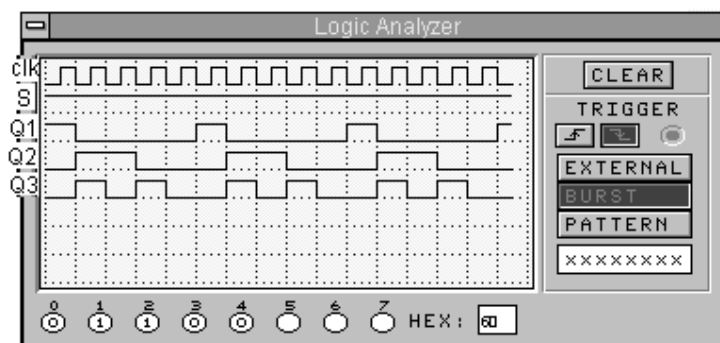 Logic Analyzer
clk
S
Q1
Q2
Q3
CLEAR
TRIGGER
EXTERNAL
BURST
PATTERN
××××××××
0 1 2 3 4 5 6 7
0 1 1 0 0
HEX: 60